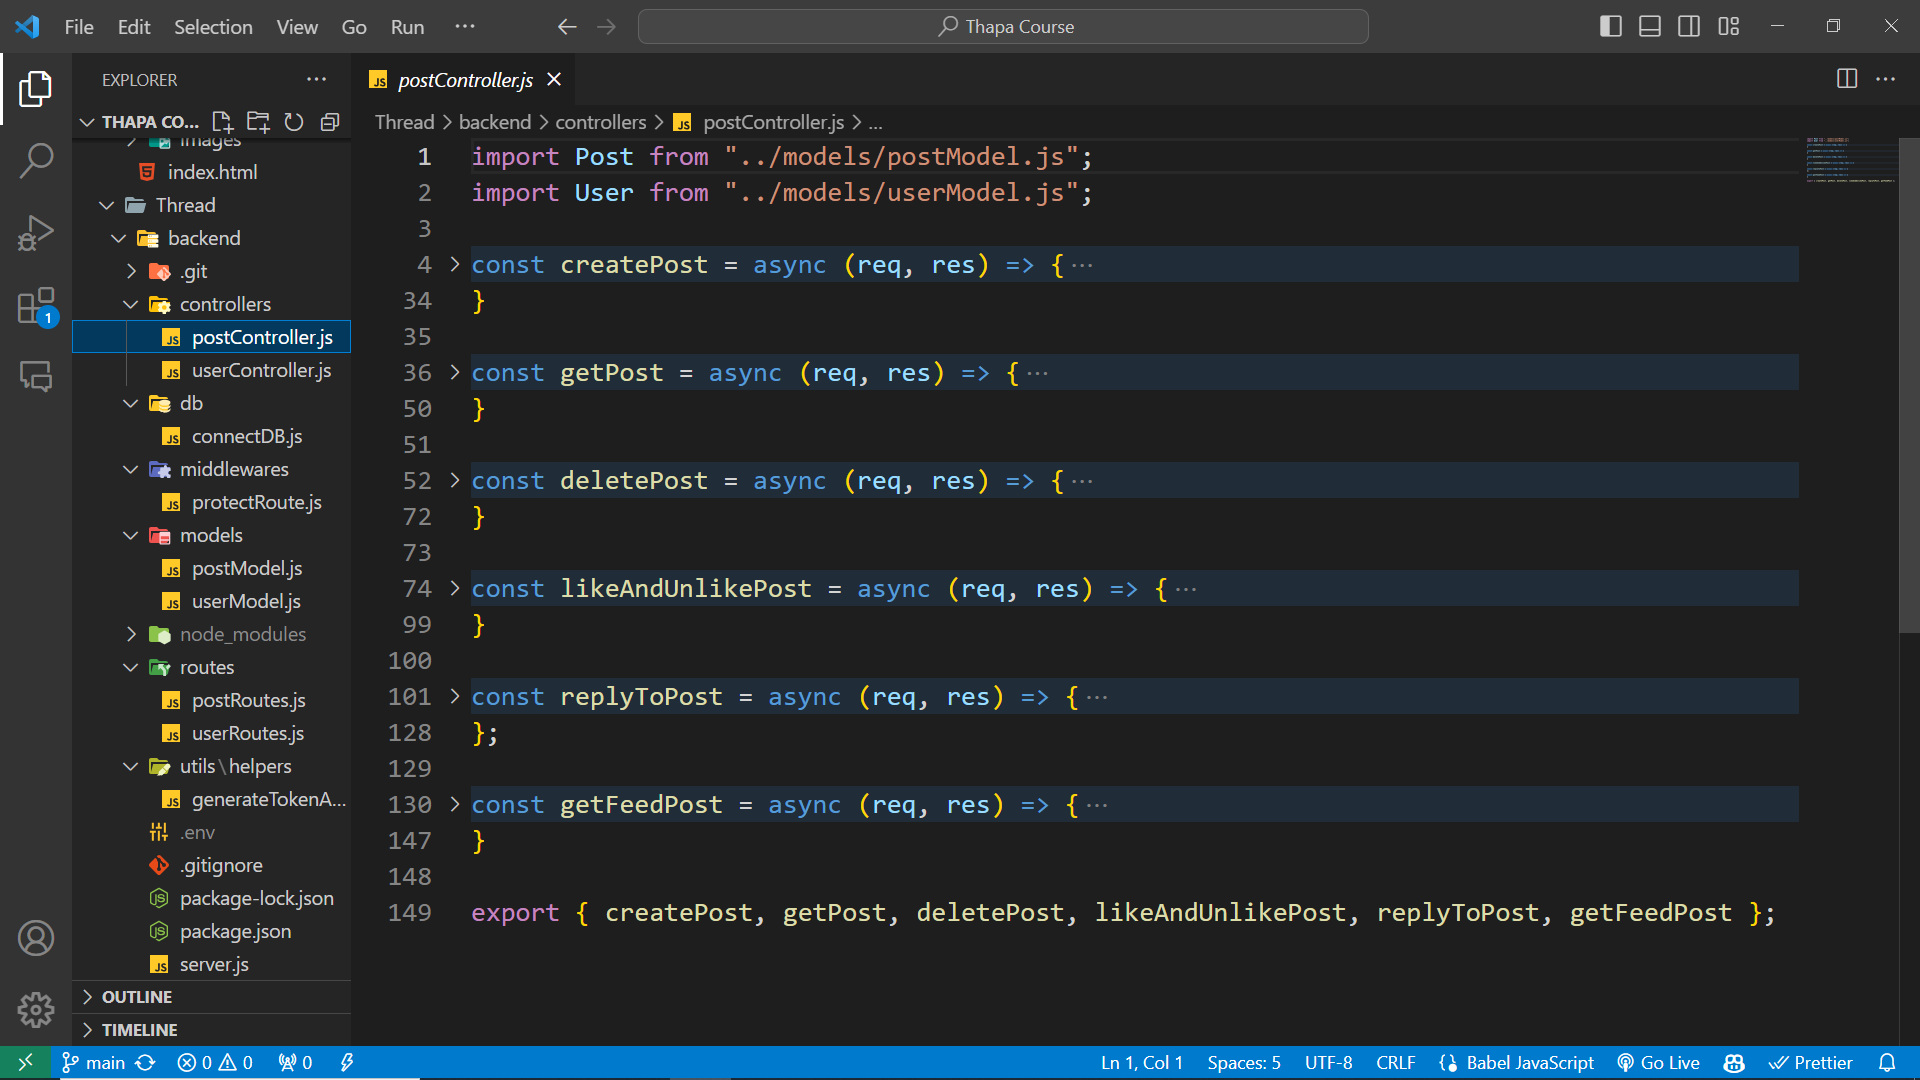 File Edit Selection View Go Run ··· Thapa Course
EXPLORER ···
THAPA CO...
images
index.html
Thread
backend
.git
controllers
postController.js
userController.js
db
connectDB.js
middlewares
protectRoute.js
models
postModel.js
userModel.js
node_modules
routes
postRoutes.js
userRoutes.js
utils\helpers
generateTokenA...
.env
.gitignore
package-lock.json
package.json
server.js
OUTLINE
TIMELINE
1
postController.js
Thread > backend > controllers > postController.js > ...
1 import Post from "../models/postModel.js";
2 import User from "../models/userModel.js";
3
4 const createPost = async (req, res) => {···
34 }
35
36 const getPost = async (req, res) => {···
50 }
51
52 const deletePost = async (req, res) => {···
72 }
73
74 const likeAndUnlikePost = async (req, res) => {···
99 }
100
101 const replyToPost = async (req, res) => {···
128 };
129
130 const getFeedPost = async (req, res) => {···
147 }
148
149 export { createPost, getPost, deletePost, likeAndUnlikePost, replyToPost, getFeedPost };
main 0 0 0 Ln 1, Col 1 Spaces: 5 UTF-8 CRLF Babel JavaScript Go Live Prettier